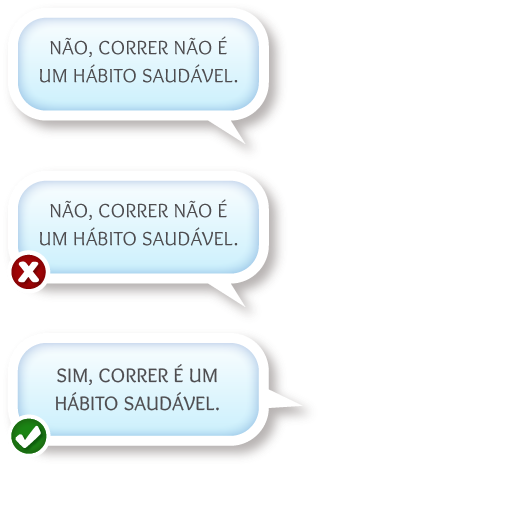 NÃO, CORRER NÃO É
UM HÁBITO SAUDÁVEL.
NÃO, CORRER NÃO É
UM HÁBITO SAUDÁVEL.
SIM, CORRER É UM
HÁBITO SAUDÁVEL.